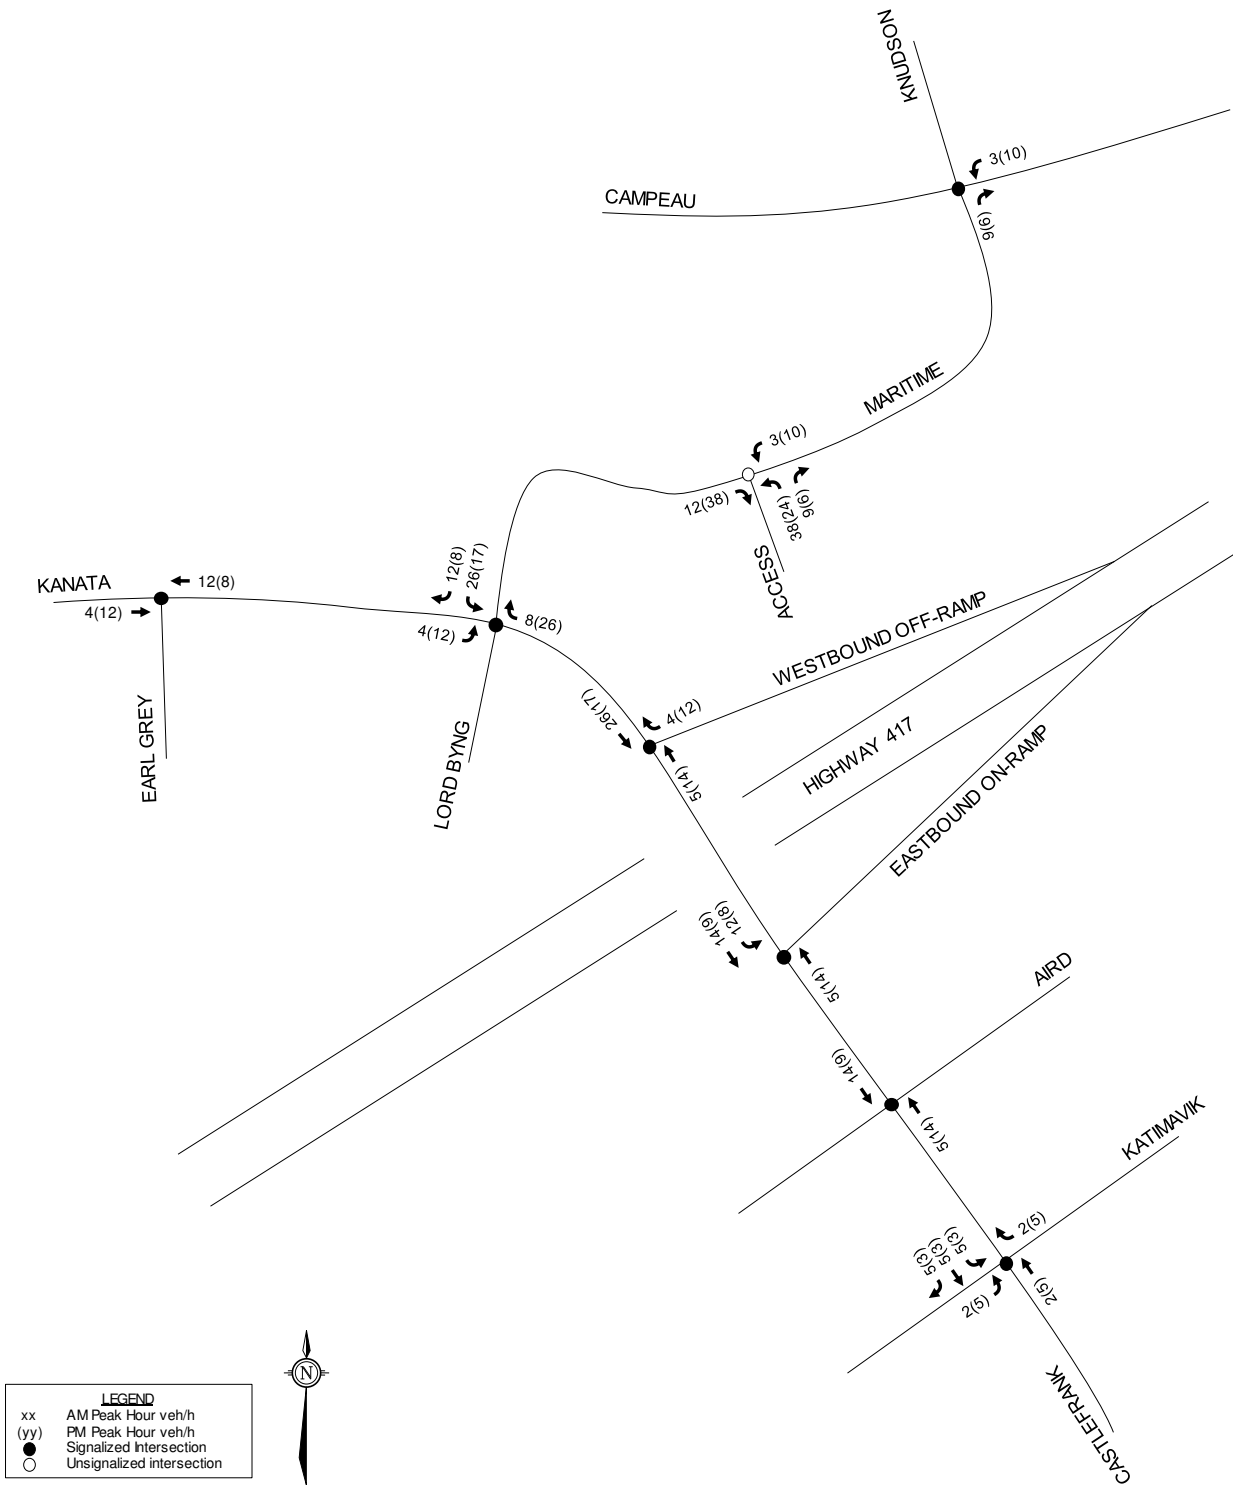 KNUDSON
3(10)
CAMPEAU
9(6)
MARITIME
3(10)
12(38)
38(24)
9(6)
ACCESS
KANATA
12(8)
4(12)
12(8)
26(17)
4(12)
8(26)
EARL GREY
LORD BYNG
WESTBOUND OFF-RAMP
26(17)
4(12)
5(14)
HIGHWAY 417
EASTBOUND ON-RAMP
14(9)
12(8)
5(14)
AIRD
14(9)
5(14)
KATIMAVIK
2(5)
5(3)
5(3)
5(3)
2(5)
2(5)
CASTLEFRANK
N
LEGEND
xx AM Peak Hour veh/h
(yy) PM Peak Hour veh/h
Signalized Intersection
Unsignalized intersection